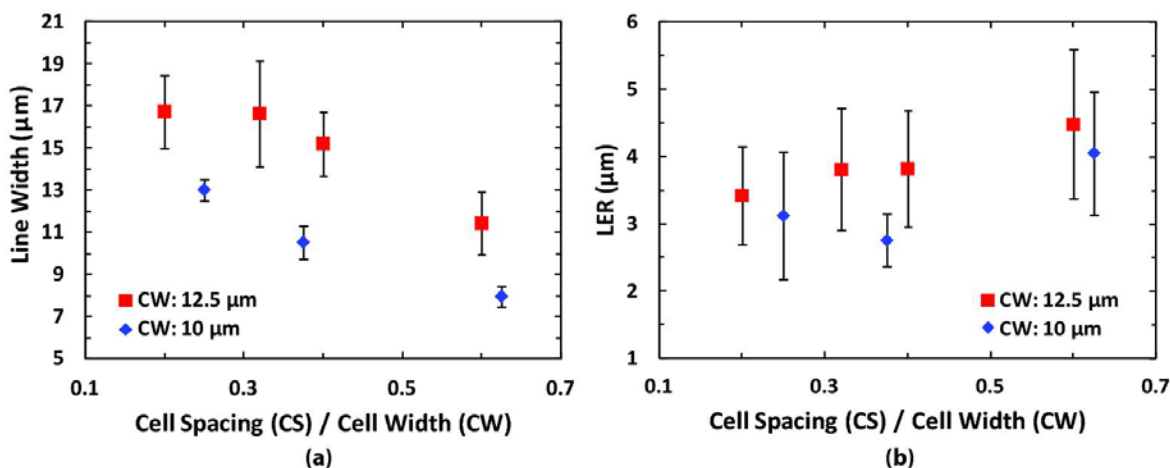 21
19
17
15
13
11
9
7
5
Line Width (µm)
CW: 12.5 µm
CW: 10 µm
0.1
0.3
0.5
0.7
Cell Spacing (CS) / Cell Width (CW)
(a)
6
5
4
3
2
1
LER (µm)
CW: 12.5 µm
CW: 10 µm
0.1
0.3
0.5
0.7
Cell Spacing (CS) / Cell Width (CW)
(b)